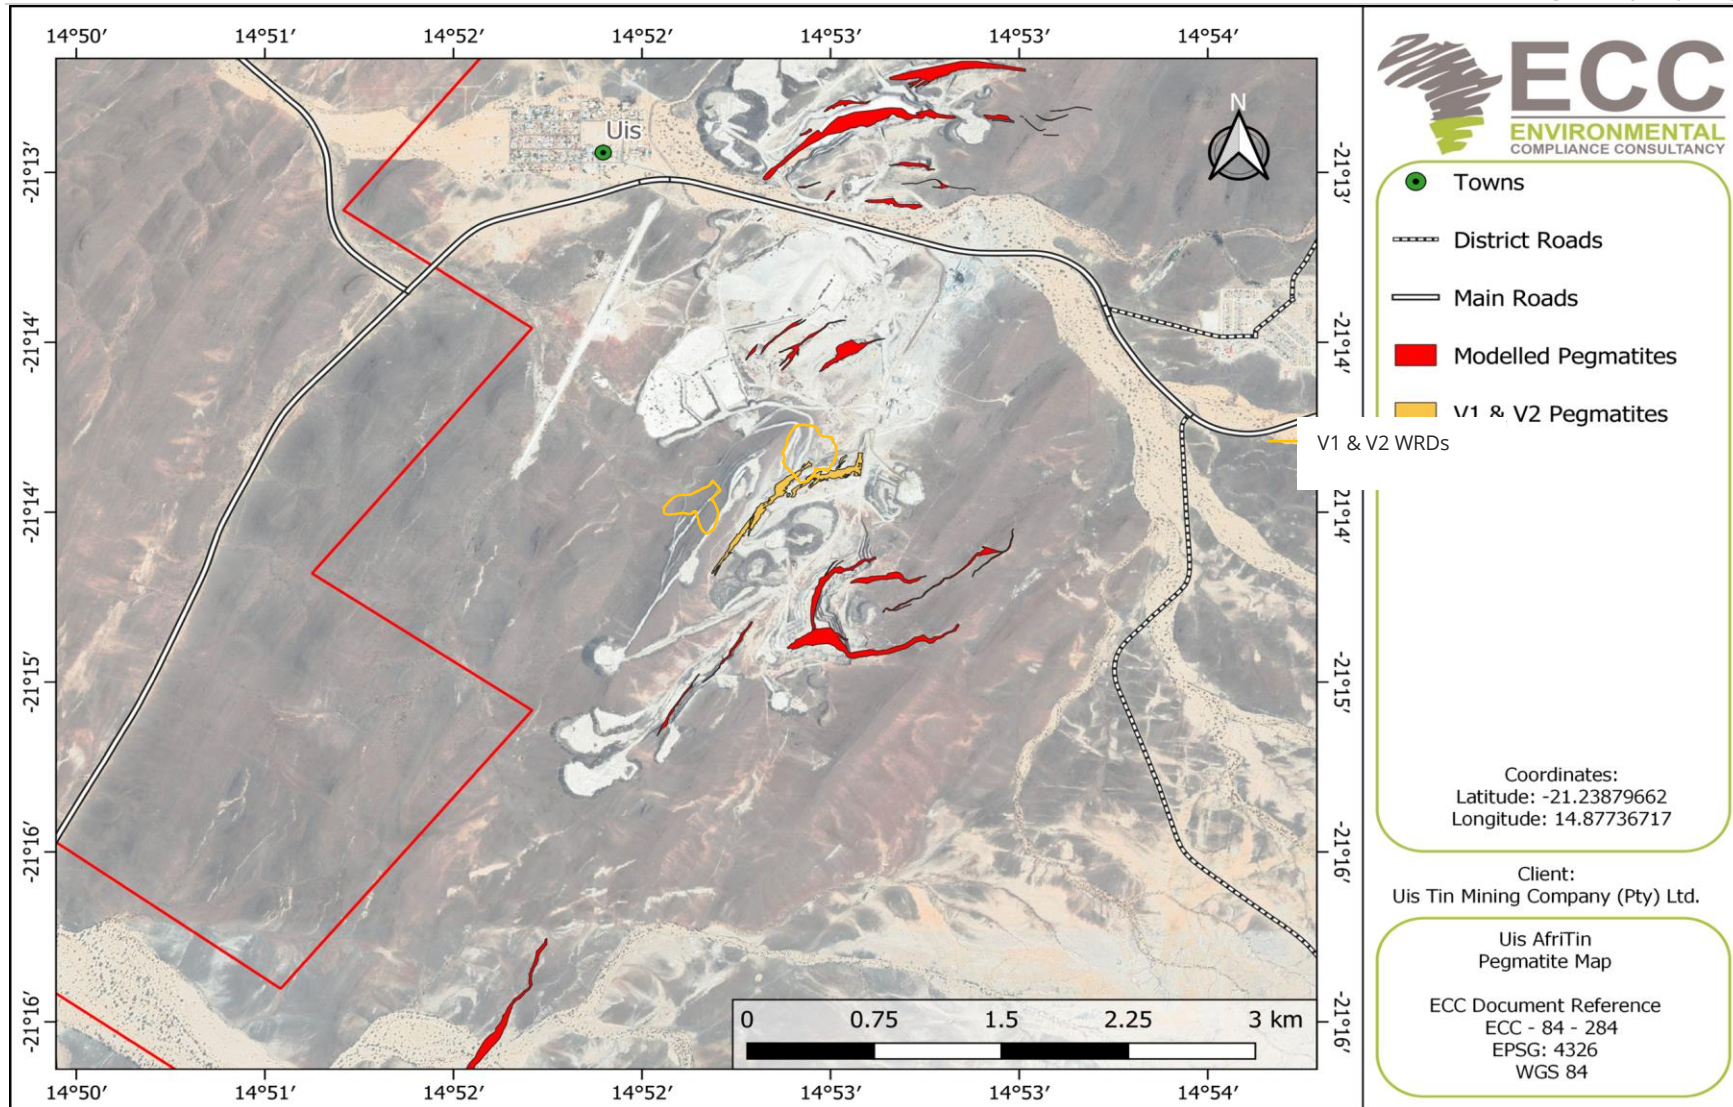 14°50′ 14°51′ 14°52′ 14°52′ 14°53′ 14°53′ 14°54′
-21°13′
-21°14′
-21°14′
-21°15′
-21°16′
-21°16′
Uis
N
-21°13′
-21°14′
-21°14′
-21°15′
-21°16′
-21°16′
0 0.75 1.5 2.25 3 km
14°50′ 14°51′ 14°52′ 14°52′ 14°53′ 14°53′ 14°54′
ECC
ENVIRONMENTAL
COMPLIANCE CONSULTANCY
Towns
District Roads
Main Roads
Modelled Pegmatites
V1 & V2 Pegmatites
V1 & V2 WRDs
Coordinates:
Latitude: -21.23879662
Longitude: 14.87736717
Client:
Uis Tin Mining Company (Pty) Ltd.
Uis AfriTin
Pegmatite Map
ECC Document Reference
ECC - 84 - 284
EPSG: 4326
WGS 84